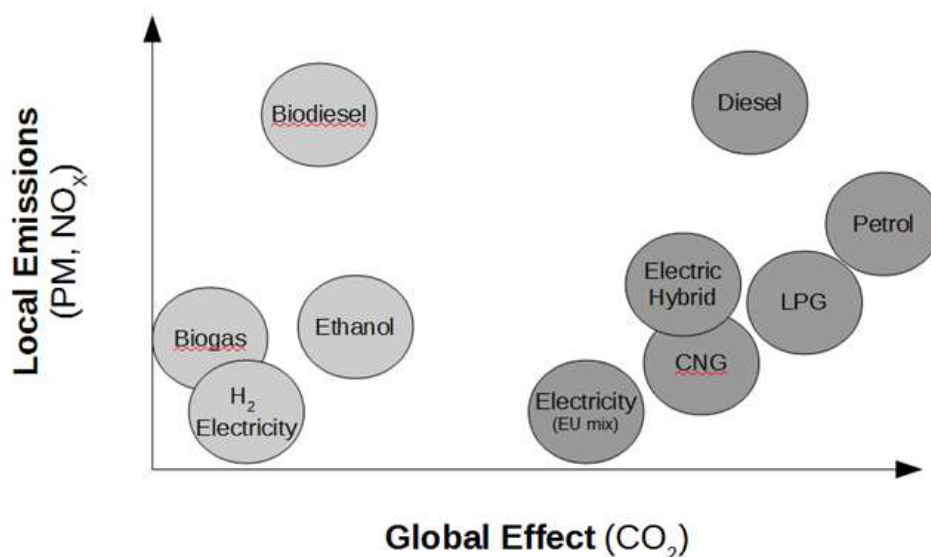 Local Emissions
(PM, NOₓ)
Biodiesel
Diesel
Petrol
Electric
Hybrid
LPG
Biogas
Ethanol
CNG
H₂
Electricity
Electricity
(EU mix)
Global Effect (CO₂)